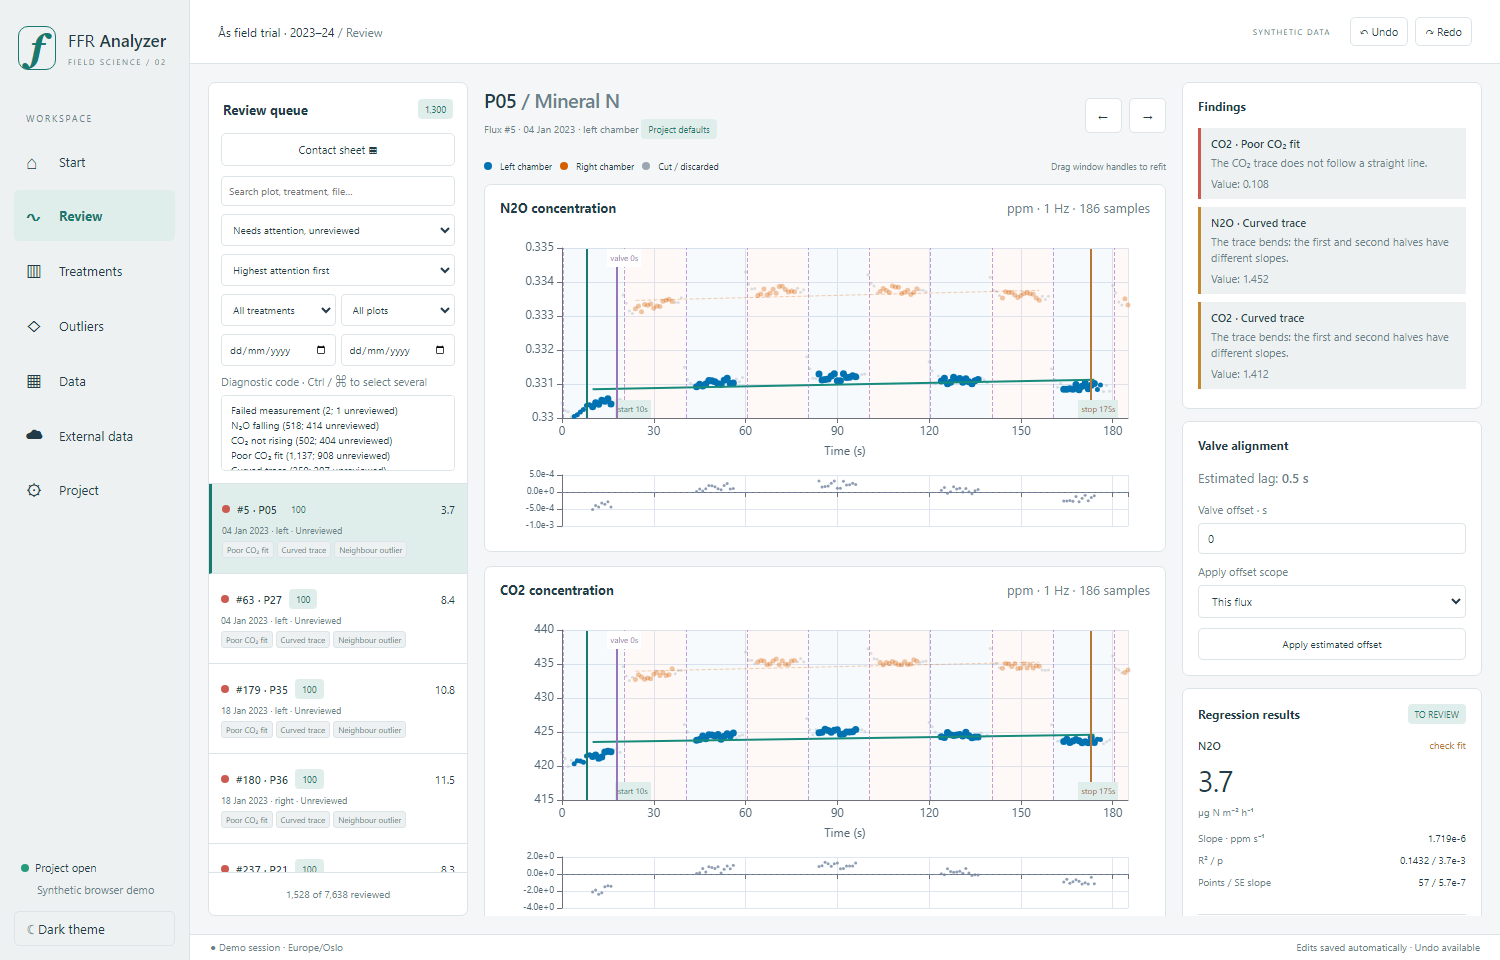 FFR Analyzer
FIELD SCIENCE / 02
WORKSPACE
Start
Review
Treatments
Outliers
Data
External data
Project
Project open
Synthetic browser demo
☾ Dark theme
Ås field trial · 2023–24 / Review
SYNTHETIC DATA
↶ Undo
↷ Redo
Review queue
1,300
Contact sheet ▦
Search plot, treatment, file...
Needs attention, unreviewed
Highest attention first
All treatments
All plots
dd/mm/yyyy
dd/mm/yyyy
Diagnostic code · Ctrl / ⌘ to select several
Failed measurement (2; 1 unreviewed)
N₂O falling (518; 414 unreviewed)
CO₂ not rising (502; 404 unreviewed)
Poor CO₂ fit (1,137; 908 unreviewed)
#5 · P05 100 3.7
04 Jan 2023 · left · Unreviewed
Poor CO₂ fit Curved trace Neighbour outlier
#63 · P27 100 8.4
04 Jan 2023 · left · Unreviewed
Poor CO₂ fit Curved trace Neighbour outlier
#179 · P35 100 10.8
18 Jan 2023 · left · Unreviewed
Poor CO₂ fit Curved trace Neighbour outlier
#180 · P36 100 11.5
18 Jan 2023 · right · Unreviewed
Poor CO₂ fit Curved trace Neighbour outlier
#237 · P21 100 8.3
1,528 of 7,638 reviewed
P05 / Mineral N
Flux #5 · 04 Jan 2023 · left chamber Project defaults
← →
Left chamber Right chamber Cut / discarded
Drag window handles to refit
N2O concentration
ppm · 1 Hz · 186 samples
0.335
0.334
0.333
0.332
0.331
0.33
valve 0s
start 10s
stop 175s
0 30 60 90 120 150 180
Time (s)
5.0e-4
0.0e+0
-5.0e-4
-1.0e-3
CO2 concentration
ppm · 1 Hz · 186 samples
440
435
430
425
420
415
valve 0s
start 10s
stop 175s
0 30 60 90 120 150 180
Time (s)
2.0e+0
0.0e+0
-2.0e+0
-4.0e+0
Findings
CO2 · Poor CO₂ fit
The CO₂ trace does not follow a straight line.
Value: 0.108
N2O · Curved trace
The trace bends: the first and second halves have
different slopes.
Value: 1.452
CO2 · Curved trace
The trace bends: the first and second halves have
different slopes.
Value: 1.412
Valve alignment
Estimated lag: 0.5 s
Valve offset · s
0
Apply offset scope
This flux
Apply estimated offset
Regression results
TO REVIEW
N2O check fit
3.7
µg N m⁻² h⁻¹
Slope · ppm s⁻¹ 1.719e-6
R² / p 0.1432 / 3.7e-3
Points / SE slope 57 / 5.7e-7
● Demo session · Europe/Oslo
Edits saved automatically · Undo available